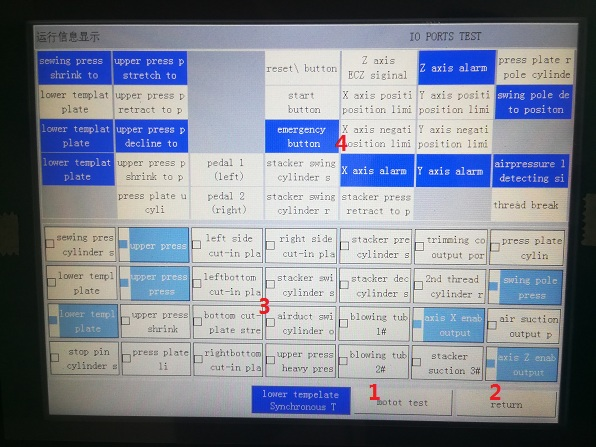 运行信息显示
IO PORTS TEST
sewing press
shrink to
upper press p
stretch to
reset\ button
Z axis
ECZ siginal
Z axis alarm
press plate r
pole cylinde
lower templat
plate
upper press p
retract to p
start
button
X axis positi
position limi
Y axis positi
position limi
swing pole de
to positon
lower templat
plate
upper press p
decline to
emergency
button
X axis negati
position limi
Y axis negati
position limi
4
lower templat
plate
upper press p
shrink to p
pedal 1
(left)
stacker swing
cylinder s
X axis alarm
Y axis alarm
airpressure l
detecting si
press plate u
cyli
pedal 2
(right)
stacker swing
cylinder r
stacker press
retract to p
thread break
sewing pres
cylinder s
upper press
left side
cut-in pla
right side
cut-in pla
stacker pre
cylinder s
trimming co
output por
press plate
cylin
lower templ
plate
upper press
press
leftbottom
cut-in pla
stacker swi
cylinder s
stacker dec
cylinder s
2nd thread
cylinder r
swing pole
press
3
lower templ
plate
upper press
shrink
bottom cut-
plate stre
airduct swi
cylinder o
blowing tub
1#
axis X enab
output
air suction
output p
stop pin
cylinder s
press plate
li
rightbottom
cut-in pla
upper press
heavy pres
blowing tub
2#
stacker
suction 3#
axis Z enab
output
1
2
lower tempelate
Synchronous T
motot test
return